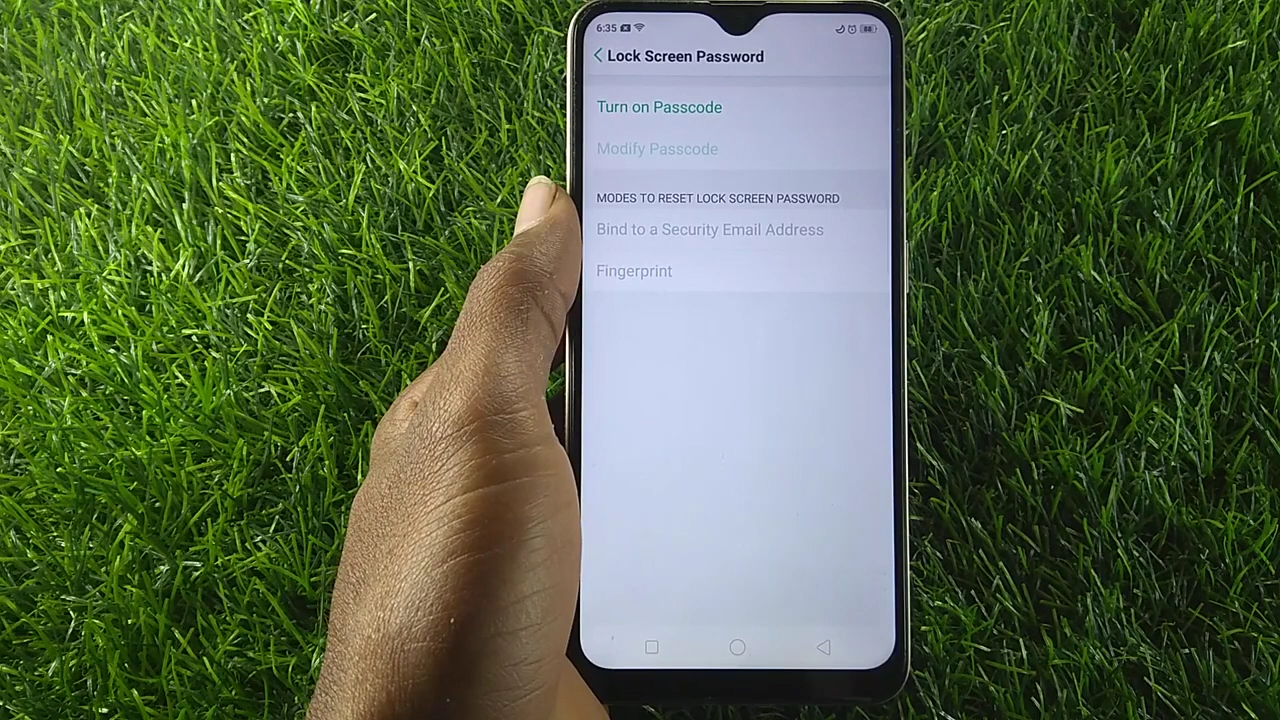 6:35 88
Lock Screen Password
Turn on Passcode
Modify Passcode
MODES TO RESET LOCK SCREEN PASSWORD
Bind to a Security Email Address
Fingerprint